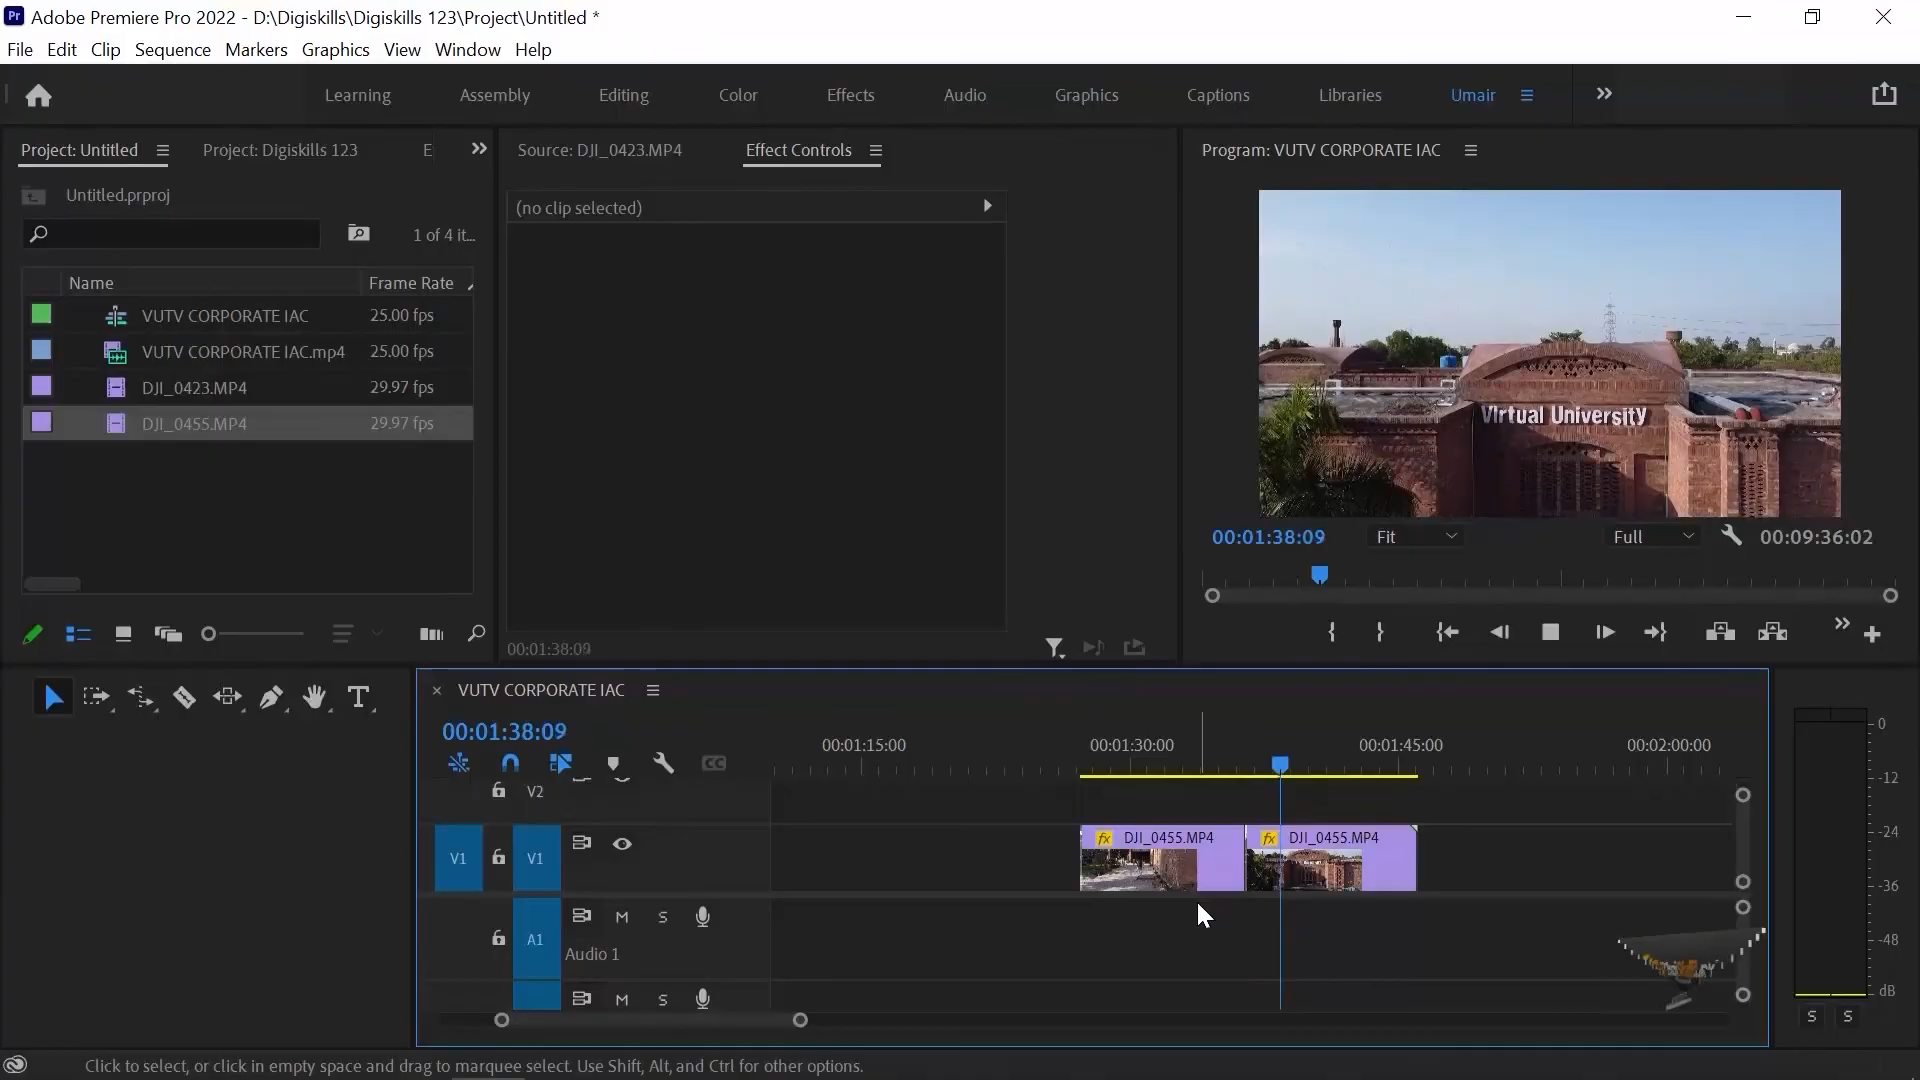 Pr Adobe Premiere Pro 2022 - D:\Digiskills\Digiskills 123\Project\Untitled *
File Edit Clip Sequence Markers Graphics View Window Help
Learning Assembly Editing Color Effects Audio Graphics Captions Libraries Umair
Project: Untitled Project: Digiskills 123 E
Untitled.prproj
1 of 4 it...
Name Frame Rate
VUTV CORPORATE IAC 25.00 fps
VUTV CORPORATE IAC.mp4 25.00 fps
DJI_0423.MP4 29.97 fps
DJI_0455.MP4 29.97 fps
Source: DJI_0423.MP4 Effect Controls
(no clip selected)
00:01:38:09
Program: VUTV CORPORATE IAC
Virtual University
00:01:38:09 Fit Full 00:09:36:02
T
× VUTV CORPORATE IAC
00:01:38:09
CC
00:01:15:00 00:01:30:00 00:01:45:00 00:02:00:00
V2
V1 V1
fx DJI_0455.MP4 fx DJI_0455.MP4
A1 M S
Audio 1
M S
0
-12
-24
-36
-48
dB
S S
Click to select, or click in empty space and drag to marquee select. Use Shift, Alt, and Ctrl for other options.